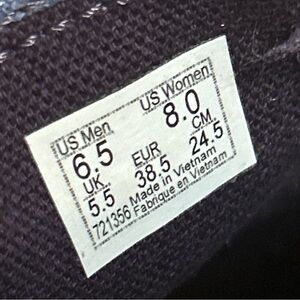 US Men US Women
6.5 8.0
UK EUR CM
5.5 38.5 24.5
721356 Made in Vietnam
Fabriqué en Vietnam